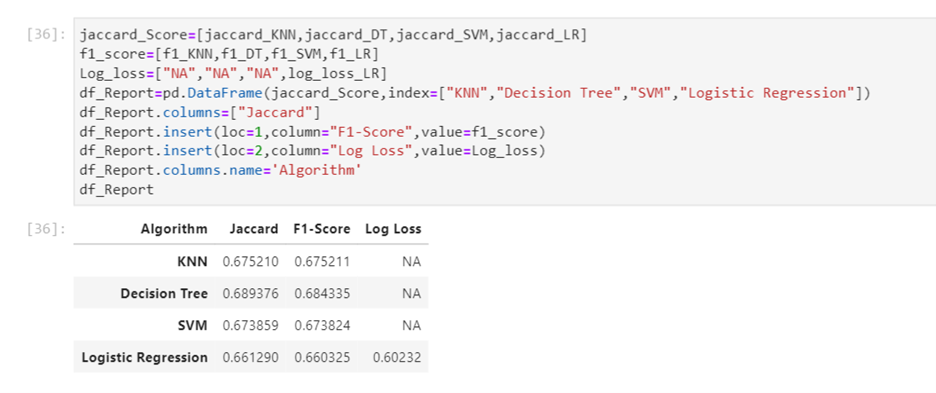 [36]: jaccard_Score=[jaccard_KNN,jaccard_DT,jaccard_SVM,jaccard_LR]
f1_score=[f1_KNN,f1_DT,f1_SVM,f1_LR]
Log_loss=["NA","NA","NA",log_loss_LR]
df_Report=pd.DataFrame(jaccard_Score,index=["KNN","Decision Tree","SVM","Logistic Regression"])
df_Report.columns=["Jaccard"]
df_Report.insert(loc=1,column="F1-Score",value=f1_score)
df_Report.insert(loc=2,column="Log Loss",value=Log_loss)
df_Report.columns.name='Algorithm'
df_Report
[36]: Algorithm Jaccard F1-Score Log Loss
KNN 0.675210 0.675211 NA
Decision Tree 0.689376 0.684335 NA
SVM 0.673859 0.673824 NA
Logistic Regression 0.661290 0.660325 0.60232